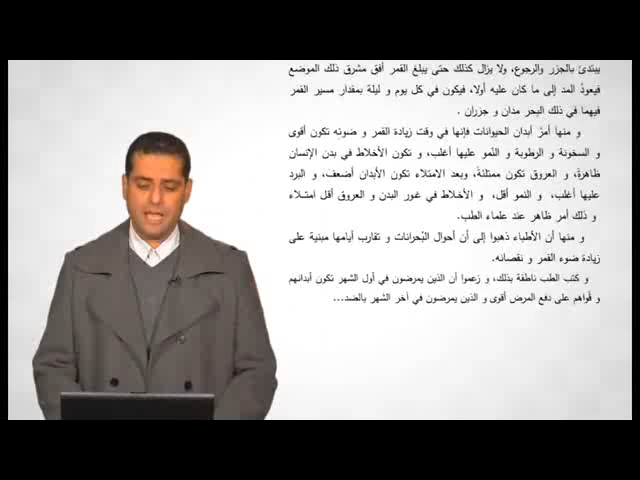 يبتدئ بالجزر والرجوع، ولا يزال كذلك حتى يبلغ القمر أفق مشرق ذلك الموضع
فيعودُ المد إلى ما كان عليه أولا، فيكون في كل يوم و ليلة بمقدار مسير القمر
فيهما في ذلك البحر مدان و جزران .
و منها أمرُ أبدان الحيوانات فإنها في وقت زيادة القمر و ضوئه تكون أقوى
و السخونة و الرطوبة و النّمو عليها أغلب، و تكون الأخلاط في بدن الإنسان
ظاهرةً، و العروق تكون ممتلئةً، وبعد الامتلاء تكون الأبدان أضعف، و البرد
عليها أغلب، و النمو أقل، و الأخلاط في غور البدن و العروق أقل امتلاء
و ذلك أمر ظاهر عند علماء الطب.
و منها أن الأطباء ذهبوا إلى أن أحوال البُحرانات و تقارب أيامها مبنية على
زيادة ضوء القمر و نقصانه.
و كتب الطب ناطقة بذلك، و زعموا أن الذين يمرضون في أول الشهر تكون أبدانهم
و قُواهم على دفع المرض أقوى و الذين يمرضون في آخر الشهر بالضد...